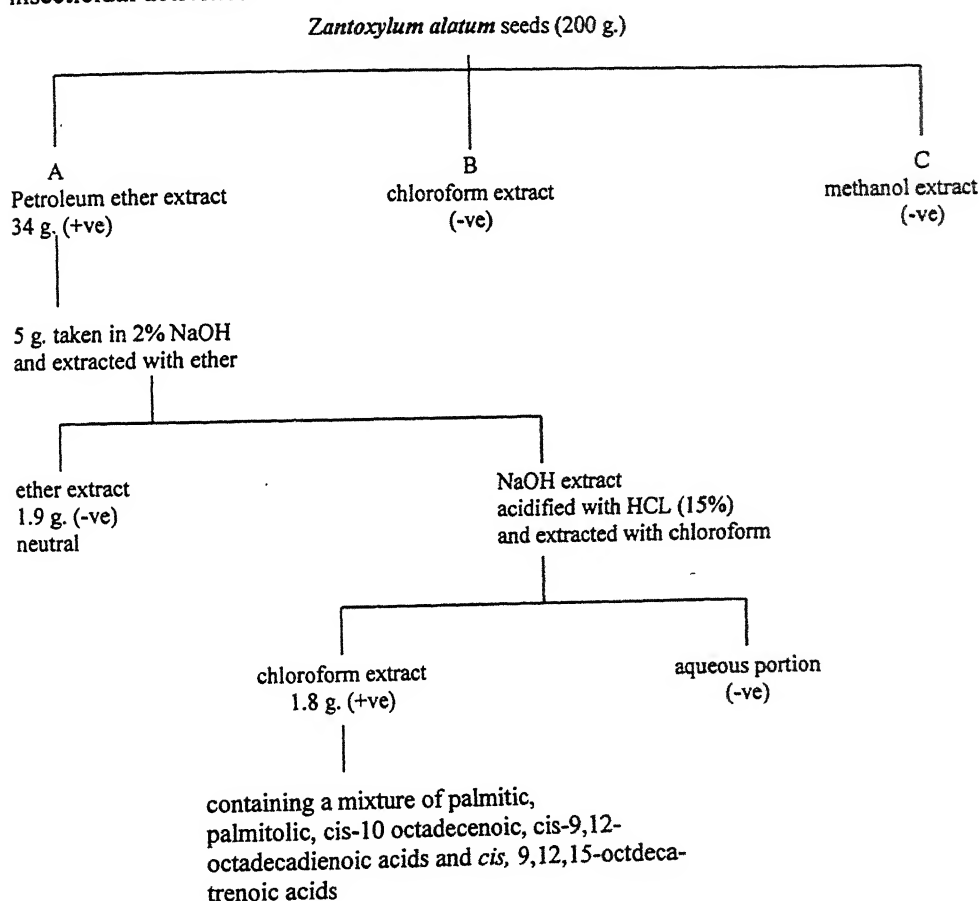 Zantoxylum alatum seeds (200 g.)
A
Petroleum ether extract
34 g. (+ve)
B
chloroform extract
(-ve)
C
methanol extract
(-ve)
5 g. taken in 2% NaOH
and extracted with ether
ether extract
1.9 g. (-ve)
neutral
NaOH extract
acidified with HCL (15%)
and extracted with chloroform
chloroform extract
1.8 g. (+ve)
aqueous portion
(-ve)
containing a mixture of palmitic,
palmitolic, cis-10 octadecenoic, cis-9,12-
octadecadienoic acids and cis, 9,12,15-octdeca-
trenoic acids